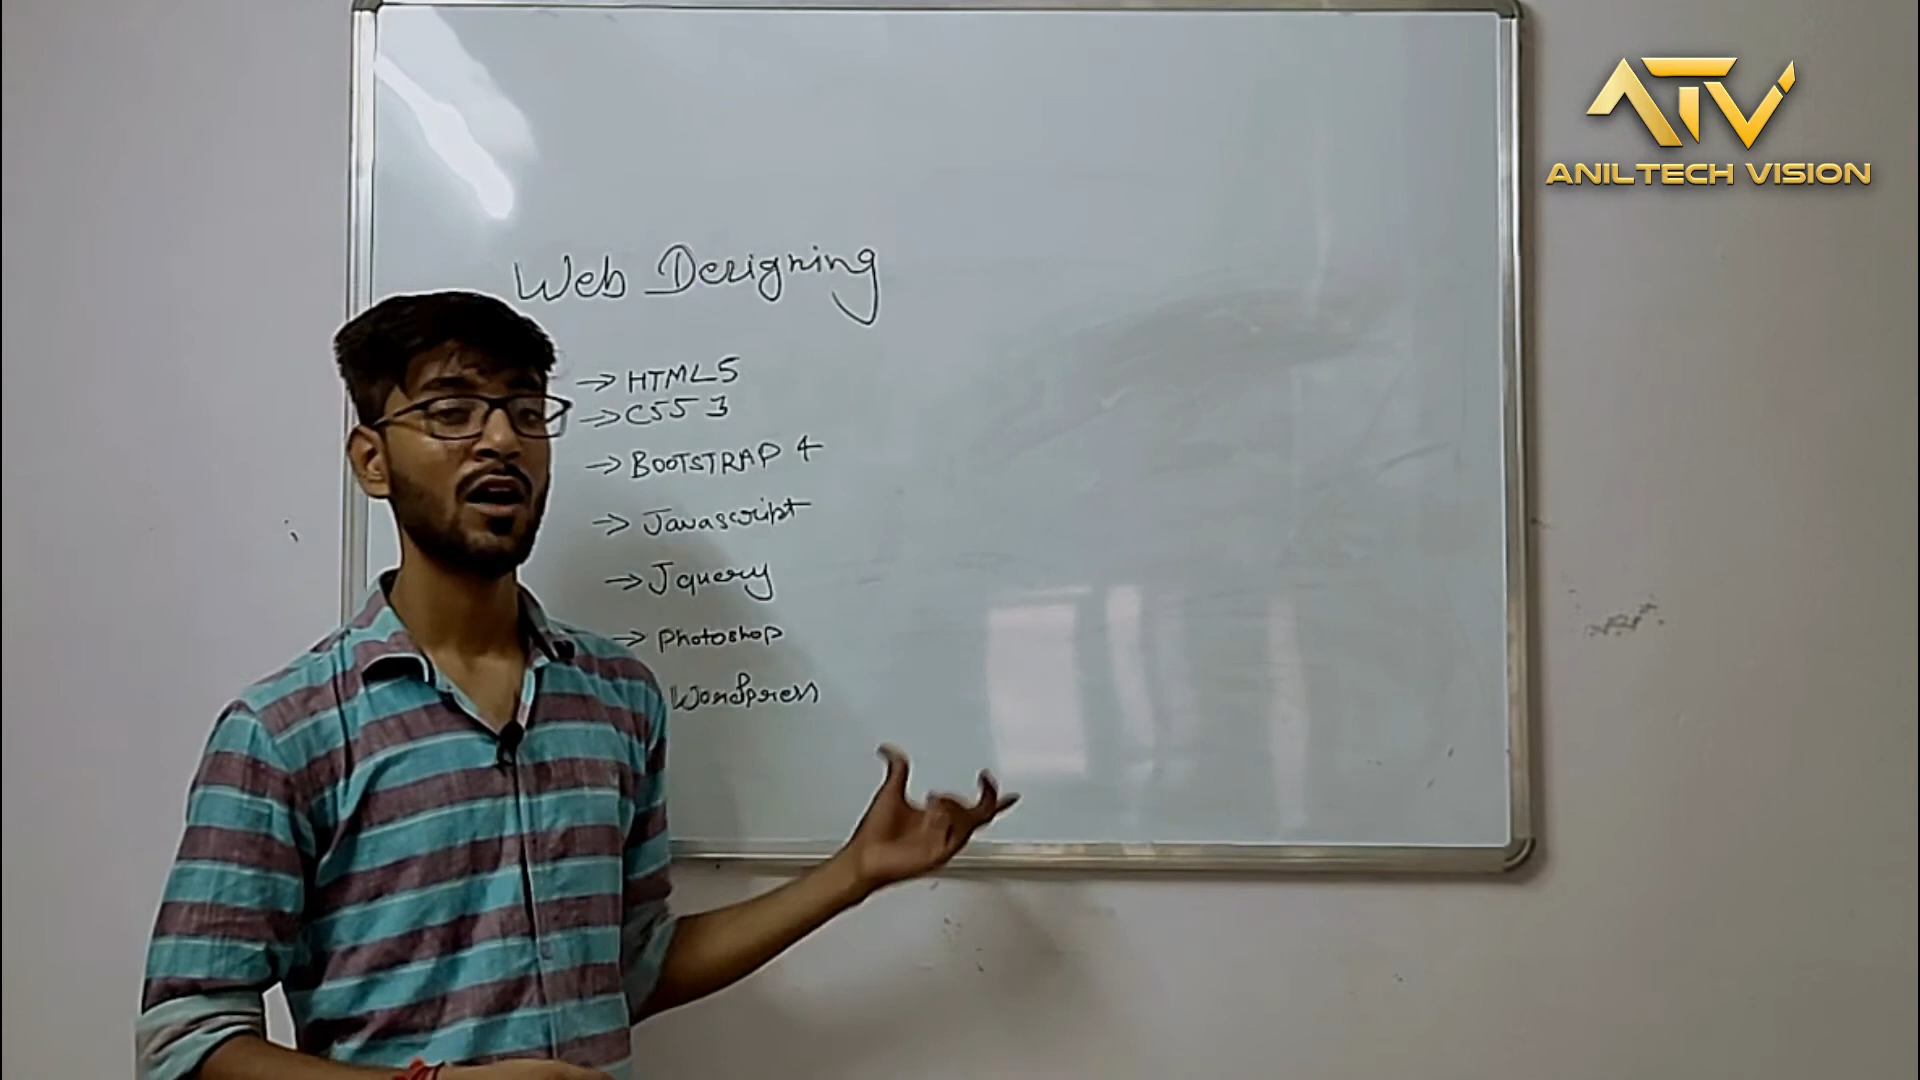 ATV
ANILTECH VISION
Web Designing
→ HTML5
→ CSS 3
→ BOOTSTRAP 4
→ Javascript
→ Jquery
→ Photoshop
Wordpress